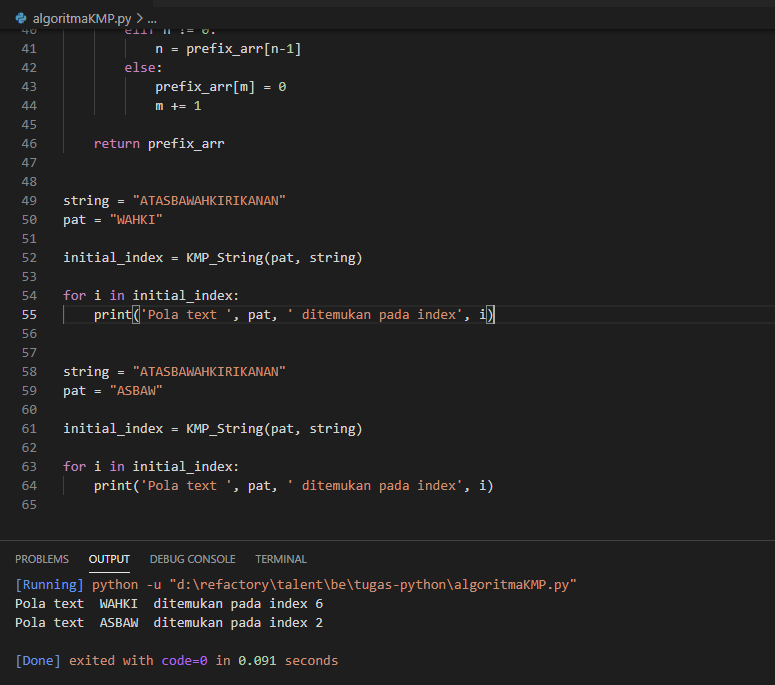 algoritmaKMP.py > ...
40 elif n != 0:
41 n = prefix_arr[n-1]
42 else:
43 prefix_arr[m] = 0
44 m += 1
45
46 return prefix_arr
47
48
49 string = "ATASBAWAHKIRIKANAN"
50 pat = "WAHKI"
51
52 initial_index = KMP_String(pat, string)
53
54 for i in initial_index:
55 print('Pola text ', pat, ' ditemukan pada index', i)
56
57
58 string = "ATASBAWAHKIRIKANAN"
59 pat = "ASBAW"
60
61 initial_index = KMP_String(pat, string)
62
63 for i in initial_index:
64 print('Pola text ', pat, ' ditemukan pada index', i)
65
PROBLEMS OUTPUT DEBUG CONSOLE TERMINAL
[Running] python -u "d:\refactory\talent\be\tugas-python\algoritmaKMP.py"
Pola text  WAHKI  ditemukan pada index 6
Pola text  ASBAW  ditemukan pada index 2
[Done] exited with code=0 in 0.091 seconds